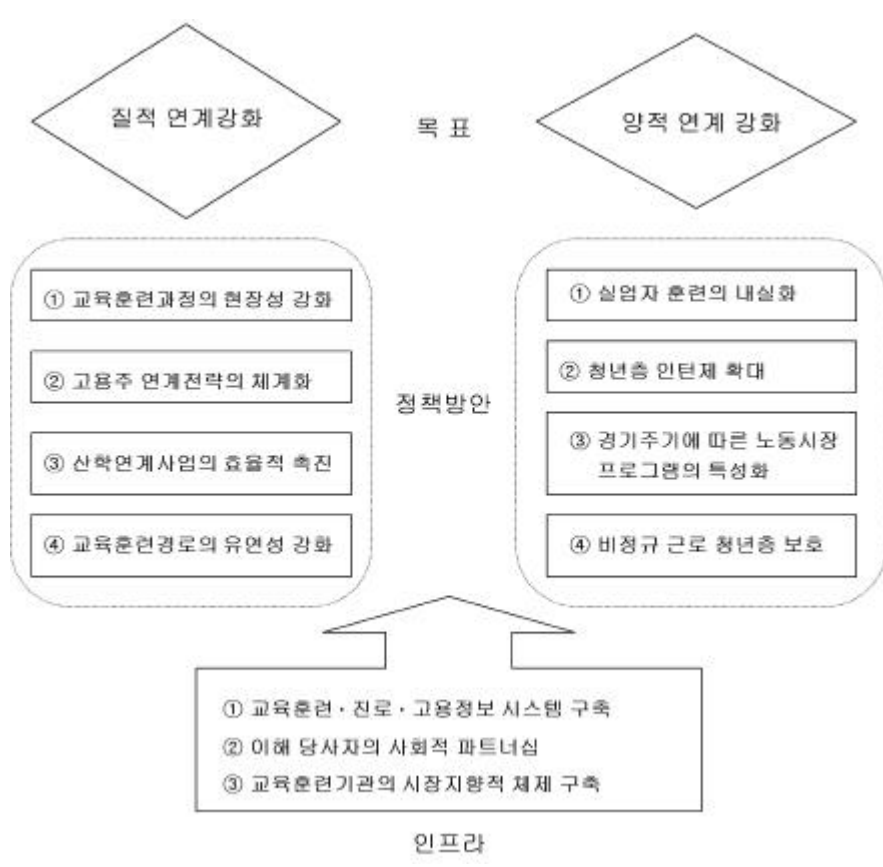 질적 연계강화
목 표
양적 연계 강화
① 교육훈련과정의 현장성 강화
② 고용주 연계전략의 체계화
③ 산학연계사업의 효율적 촉진
④ 교육훈련경로의 유연성 강화
정책방안
① 실업자 훈련의 내실화
② 청년층 인턴제 확대
③ 경기주기에 따른 노동시장
프로그램의 특성화
④ 비정규 근로 청년층 보호
① 교육훈련·진로·고용정보 시스템 구축
② 이해 당사자의 사회적 파트너십
③ 교육훈련기관의 시장지향적 체제 구축
인프라